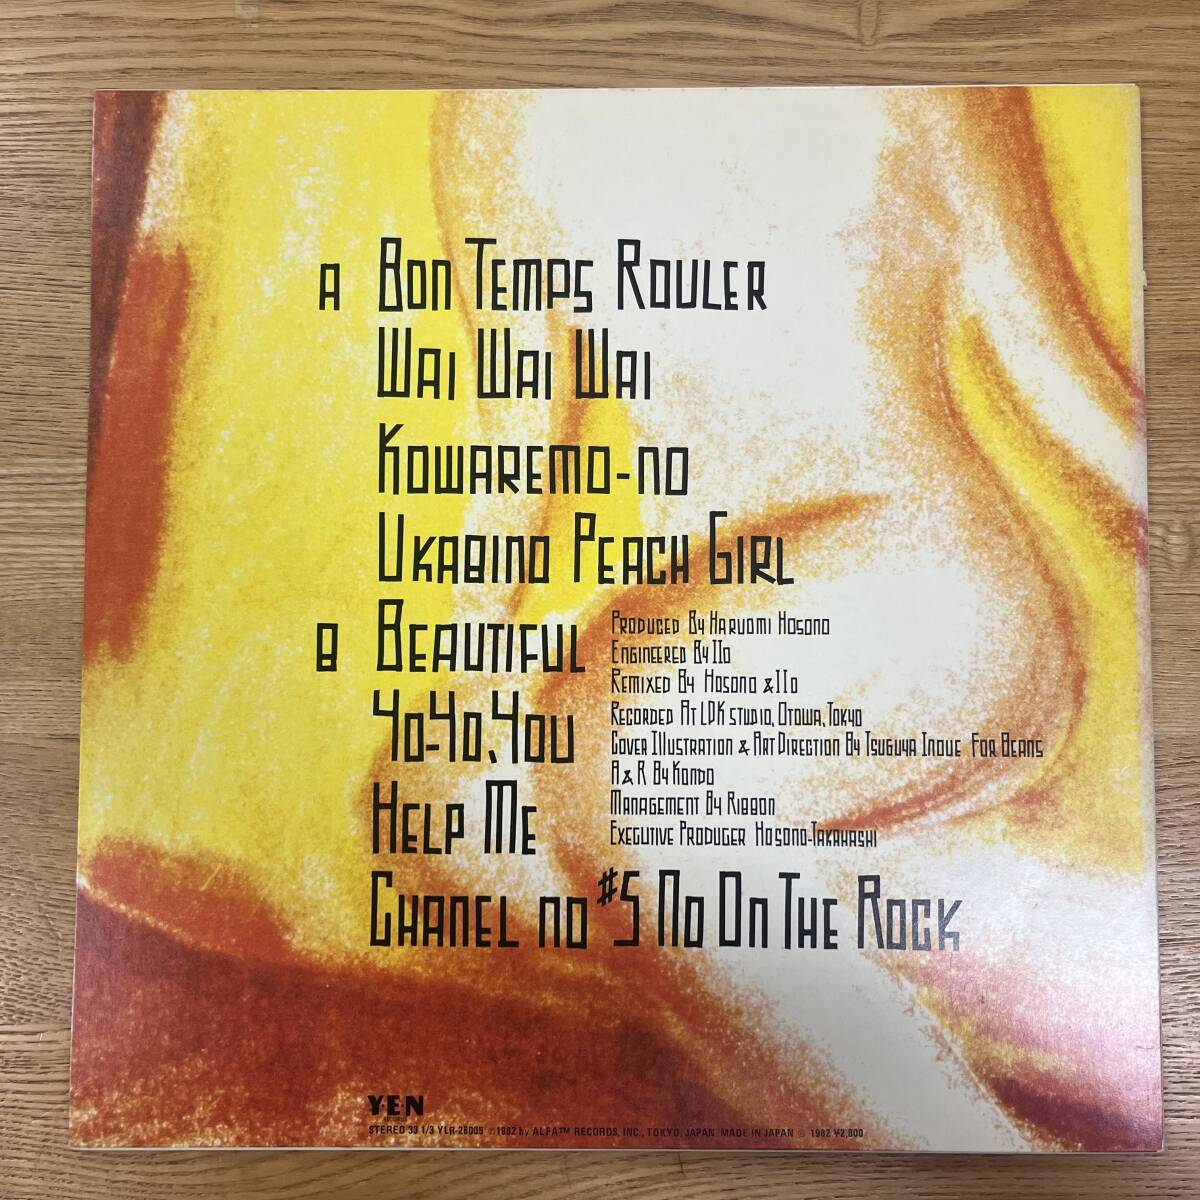 A Bon Temps Rouler
Wai Wai Wai
Kowaremo-no
Ukabino Peach Girl
B Beautiful
Yo-Yo, You
Help Me
Chanel no #5 No On The Rock
Produced By Haruomi Hosono
Engineered By IIo
Remixed By Hosono & IIo
Recorded At LDK Studio, Otowa, Tokyo
Cover Illustration & Art Direction By Tsuguya Inoue For Beans
A & R By Kondo
Management By Ribbon
Executive Producer Hosono-Takahashi
Y·E·N
RECORDS
STEREO 33 1/3 YLR-28005 ©1982 by ALFA™ RECORDS, INC., TOKYO, JAPAN MADE IN JAPAN ℗ 1982 ¥2,800